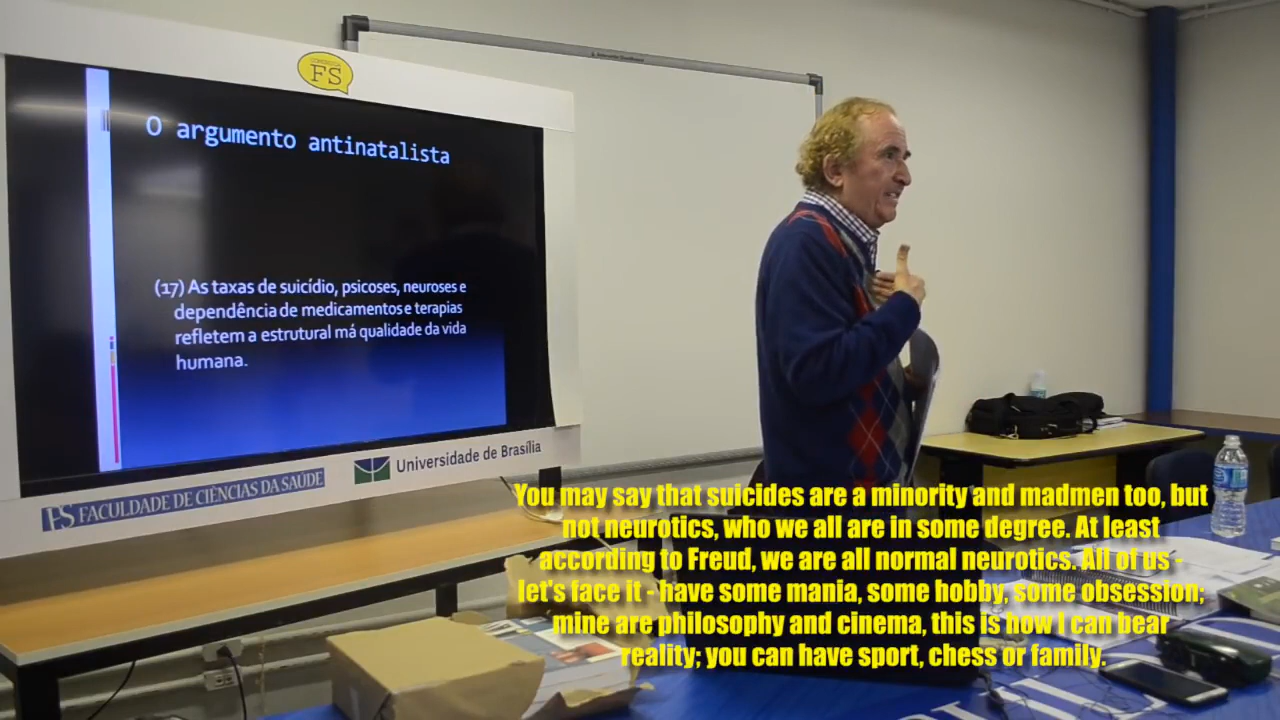 CONVERSA
FS
O argumento antinatalista
(17) As taxas de suicídio, psicoses, neuroses e
dependência de medicamentos e terapias
refletem a estrutural má qualidade da vida
humana.
FS FACULDADE DE CIÊNCIAS DA SAÚDE
Universidade de Brasília
You may say that suicides are a minority and madmen too, but
not neurotics, who we all are in some degree. At least
according to Freud, we are all normal neurotics. All of us -
let's face it - have some mania, some hobby, some obsession;
mine are philosophy and cinema, this is how I can bear
reality; you can have sport, chess or family.